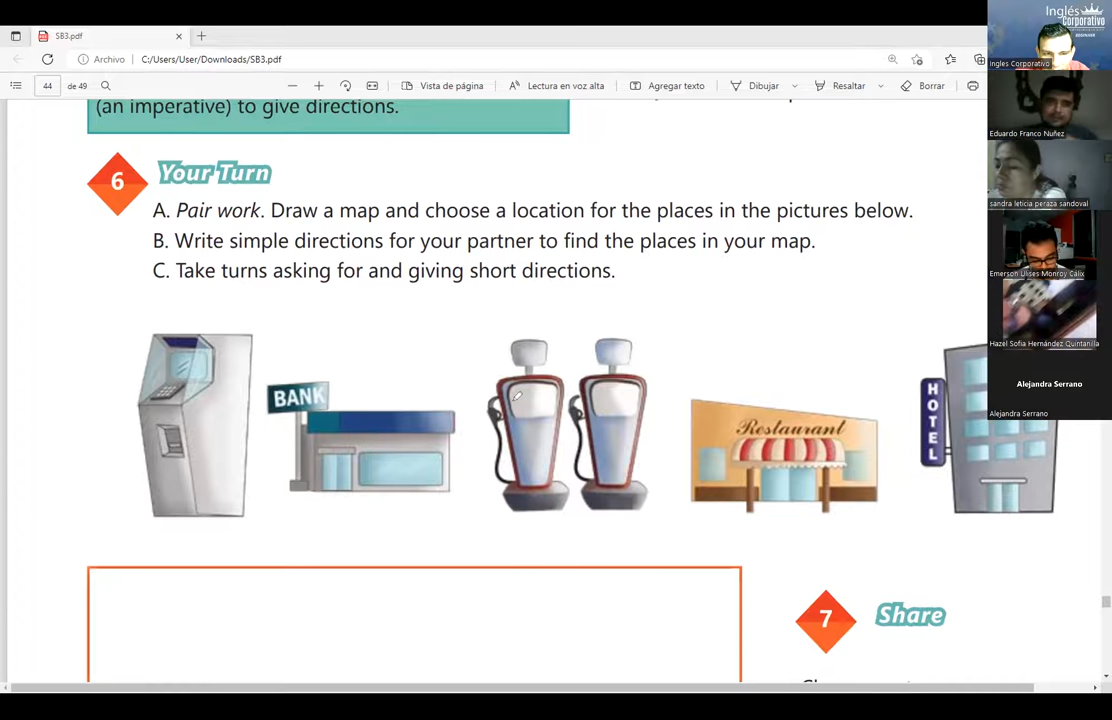 SB3.pdf
Archivo
C:/Users/User/Downloads/SB3.pdf
44
de 49
Vista de página
Lectura en voz alta
Agregar texto
Dibujar
Resaltar
Borrar
(an imperative) to give directions.
6
Your Turn
A. Pair work. Draw a map and choose a location for the places in the pictures below.
B. Write simple directions for your partner to find the places in your map.
C. Take turns asking for and giving short directions.
BANK
Restaurant
HOTEL
7
Share
Inglés
Corporativo
Ingles Corporativo
Eduardo Franco Nuñez
sandra leticia peraza sandoval
Emerson Ulises Monroy Cálix
Hazel Sofia Hernández Quintanilla
Alejandra Serrano
Alejandra Serrano